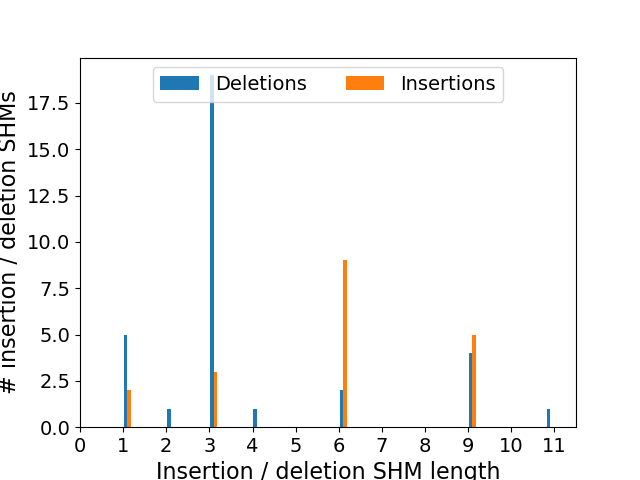 Deletions Insertions
# insertion / deletion SHMs
17.5
15.0
12.5
10.0
7.5
5.0
2.5
0.0
0 1 2 3 4 5 6 7 8 9 10 11
Insertion / deletion SHM length